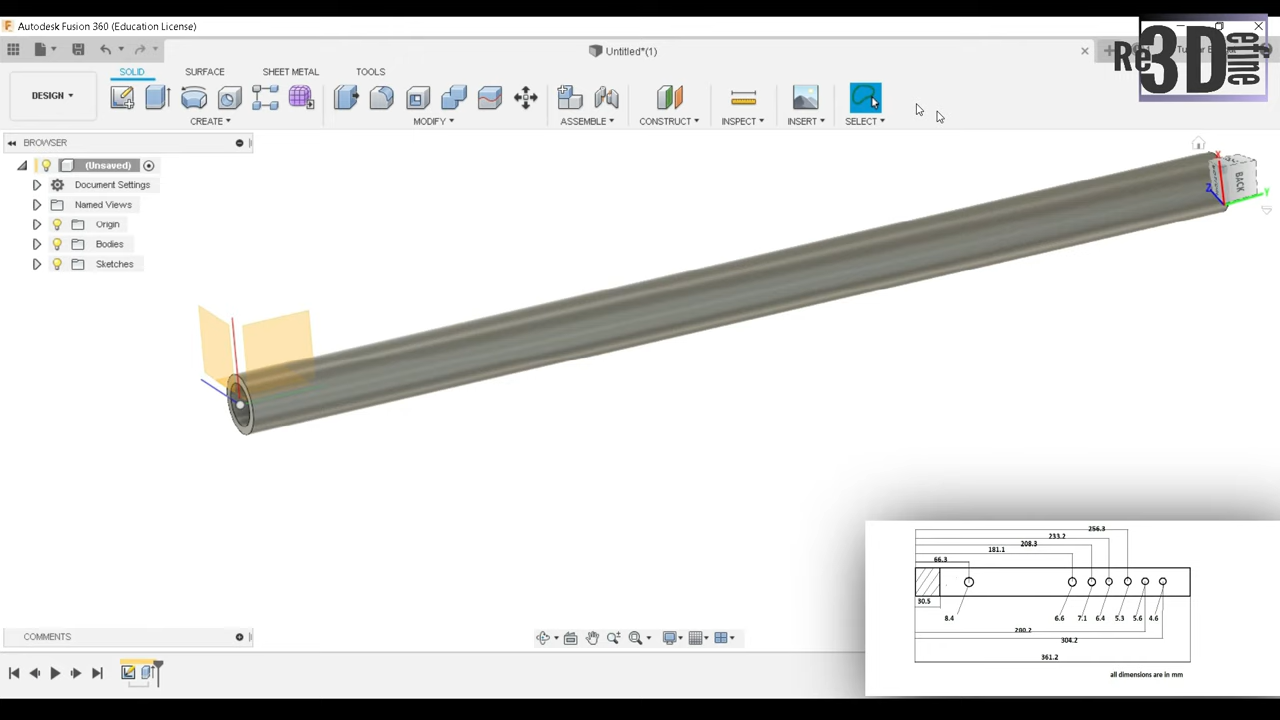 Autodesk Fusion 360 (Education License)
Untitled*(1)
Re3Define
SOLID SURFACE SHEET METAL TOOLS
DESIGN
CREATE MODIFY ASSEMBLE CONSTRUCT INSPECT INSERT SELECT
BROWSER
(Unsaved)
Document Settings
Named Views
Origin
Bodies
Sketches
X
BACK
Z
Y
256.3
233.2
208.3
181.1
66.3
30.5
8.4 6.6 7.1 6.4 5.3 5.6 4.6
304.2
361.2
all dimensions are in mm
COMMENTS